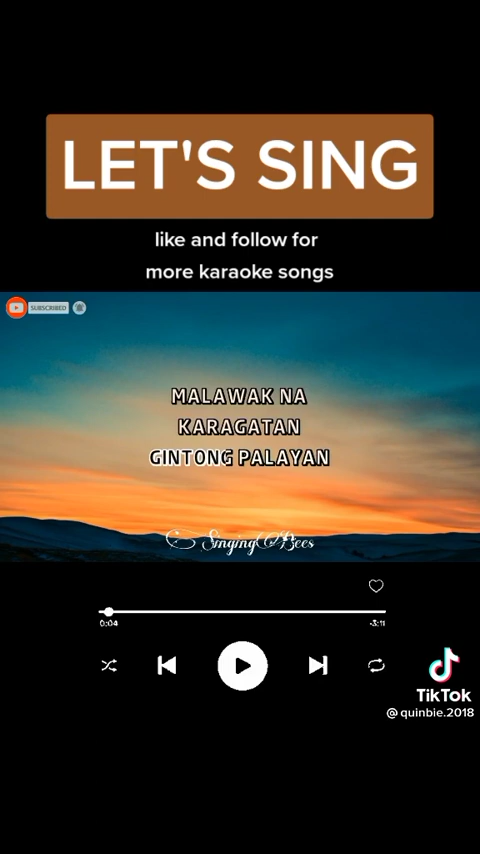 LET'S SING
like and follow for
more karaoke songs
SUBSCRIBED
MALAWAK NA
KARAGATAN
GINTONG PALAYAN
SingingBees
0:04
-3:11
TikTok
@quinbie.2018